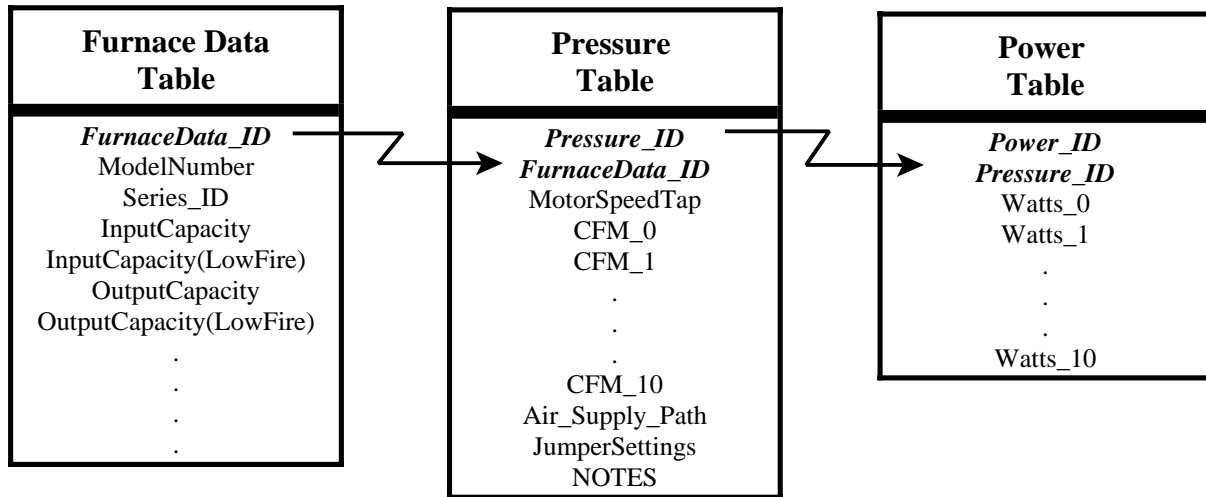 Furnace Data
Table
FurnaceData_ID
ModelNumber
Series_ID
InputCapacity
InputCapacity(LowFire)
OutputCapacity
OutputCapacity(LowFire)
.
.
.
.
Pressure
Table
Pressure_ID
FurnaceData_ID
MotorSpeedTap
CFM_0
CFM_1
.
.
.
CFM_10
Air_Supply_Path
JumperSettings
NOTES
Power
Table
Power_ID
Pressure_ID
Watts_0
Watts_1
.
.
.
Watts_10